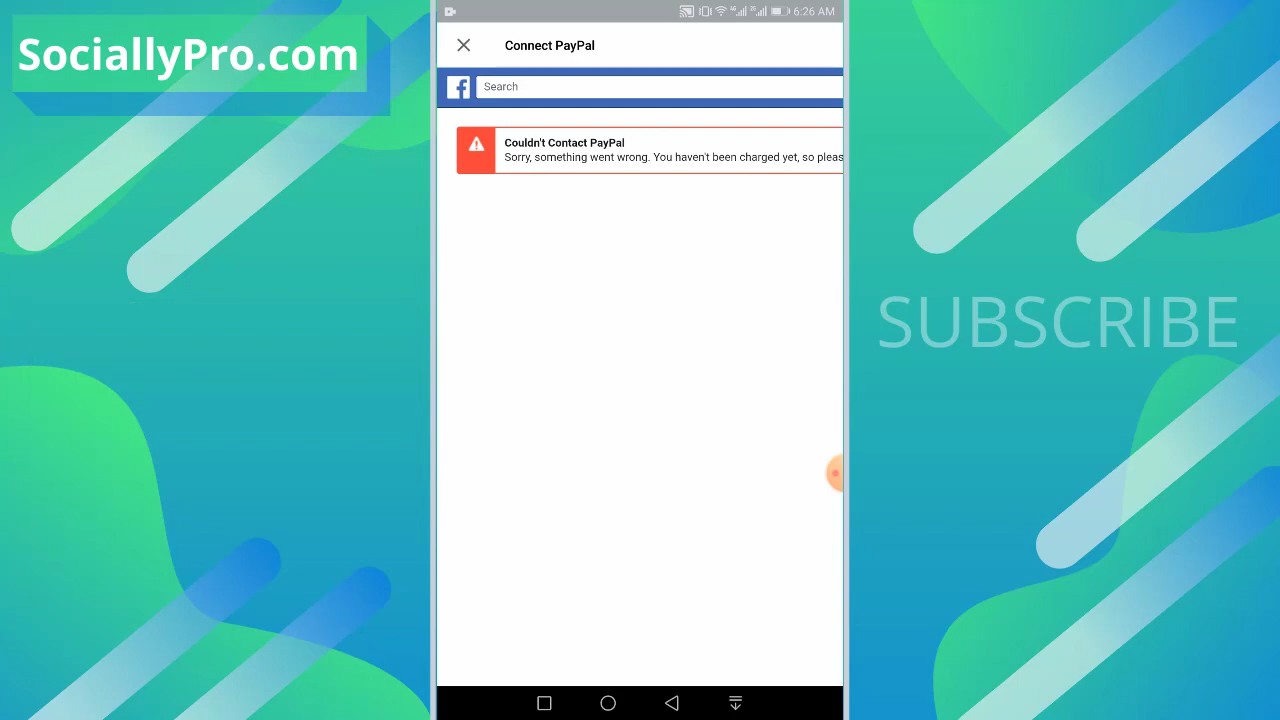 SociallyPro.com
6:26 AM
Connect PayPal
Search
Couldn't Contact PayPal
Sorry, something went wrong. You haven't been charged yet, so pleas
SUBSCRIBE